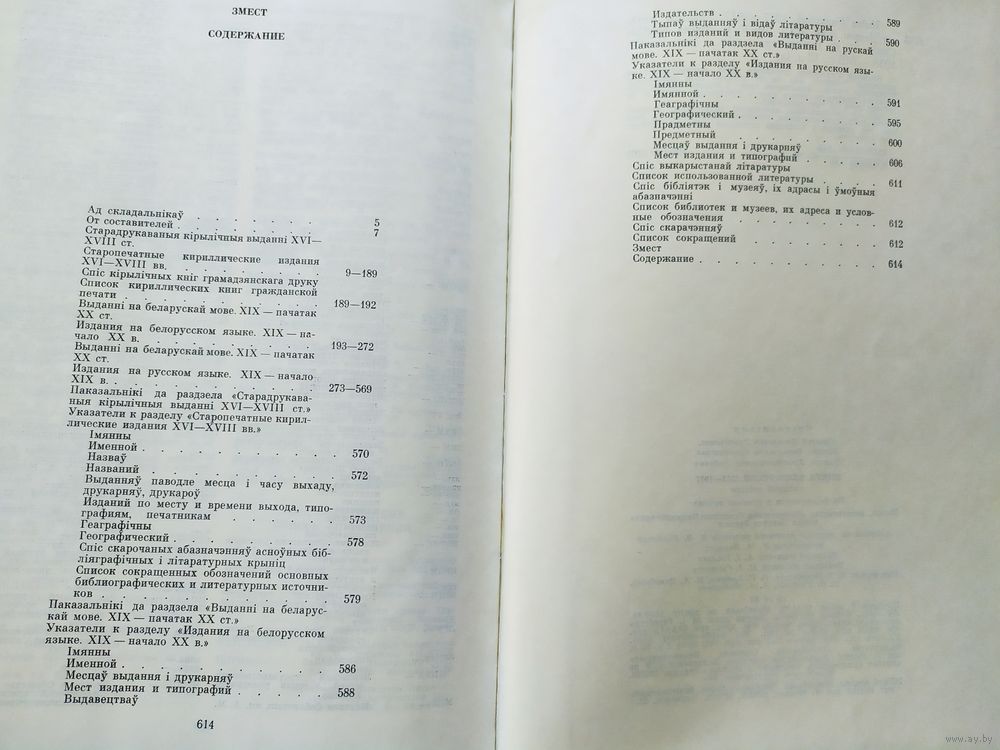 ЗМЕСТ
СОДЕРЖАНИЕ
Ад складальнікаў . . . . . . . 5
От составителей . . . . . . . 7
Старадрукаваныя кірылічныя выданні XVI—
XVIII ст.
Старопечатные кириллические издания
XVI—XVIII вв. . . . . . . . 9—189
Спіс кірылічных кніг грамадзянскага друку
Список кириллических книг гражданской
печати . . . . . . . . . 189—192
Выданні на беларускай мове. XIX — пачатак
XX ст.
Издания на белорусском языке. XIX — на-
чало XX в. . . . . . . . . 193—272
Выданні на беларускай мове. XIX — пачатак
XX ст.
Издания на русском языке. XIX — начало
XIX в. . . . . . . . . . 273—569
Паказальнікі да раздзела «Старадрукава-
ныя кірылічныя выданні XVI—XVIII ст.»
Указатели к разделу «Старопечатные кирил-
лические издания XVI—XVIII вв.»
Імянны
Именной . . . . . . . . . 570
Назваў
Названий . . . . . . . . . 572
Выданняў паводле месца і часу выхаду,
друкарняў, друкароў
Изданий по месту и времени выхода, типо-
графиям, печатникам . . . . . . 573
Геаграфічны
Географический . . . . . . . . 578
Спіс скарочаных абазначэнняў асноўных біб-
ліяграфічных і літаратурных крыніц
Список сокращенных обозначений основных
библиографических и литературных источни-
ков . . . . . . . . . . 579
Паказальнікі да раздзела «Выданні на беларус-
кай мове. XIX — пачатак XX ст.»
Указатели к разделу «Издания на белорусском
языке. XIX — начало XX в.»
Імянны
Именной . . . . . . . . . 586
Месцаў выдання і друкарняў
Мест издания и типографий . . . . . 588
Выдавецтваў
614
Издательств . . . . . . . . 589
Тыпаў выданняў і відаў літаратуры
Типов изданий и видов литературы . . . 590
Паказальнікі да раздзела «Выданні на рускай
мове. XIX — пачатак XX ст.»
Указатели к разделу «Издания на русском язы-
ке. XIX — начало XX в.»
Імянны
Имянной . . . . . . . . . 591
Геаграфічны
Географический . . . . . . . . 595
Прадметны
Предметный . . . . . . . . 600
Месцаў выдання і друкарняў
Мест издания и типографий . . . . . 606
Спіс выкарыстанай літаратуры
Список использованной литературы . . . . 611
Спіс бібліятэк і музеяў, іх адрасы і ўмоўныя
абазначэнні
Список библиотек и музеев, их адреса и услов-
ные обозначения . . . . . . . 612
Спіс скарачэнняў
Список сокращений . . . . . . . 612
Змест
Содержание . . . . . . . . . 614
www.ay.by